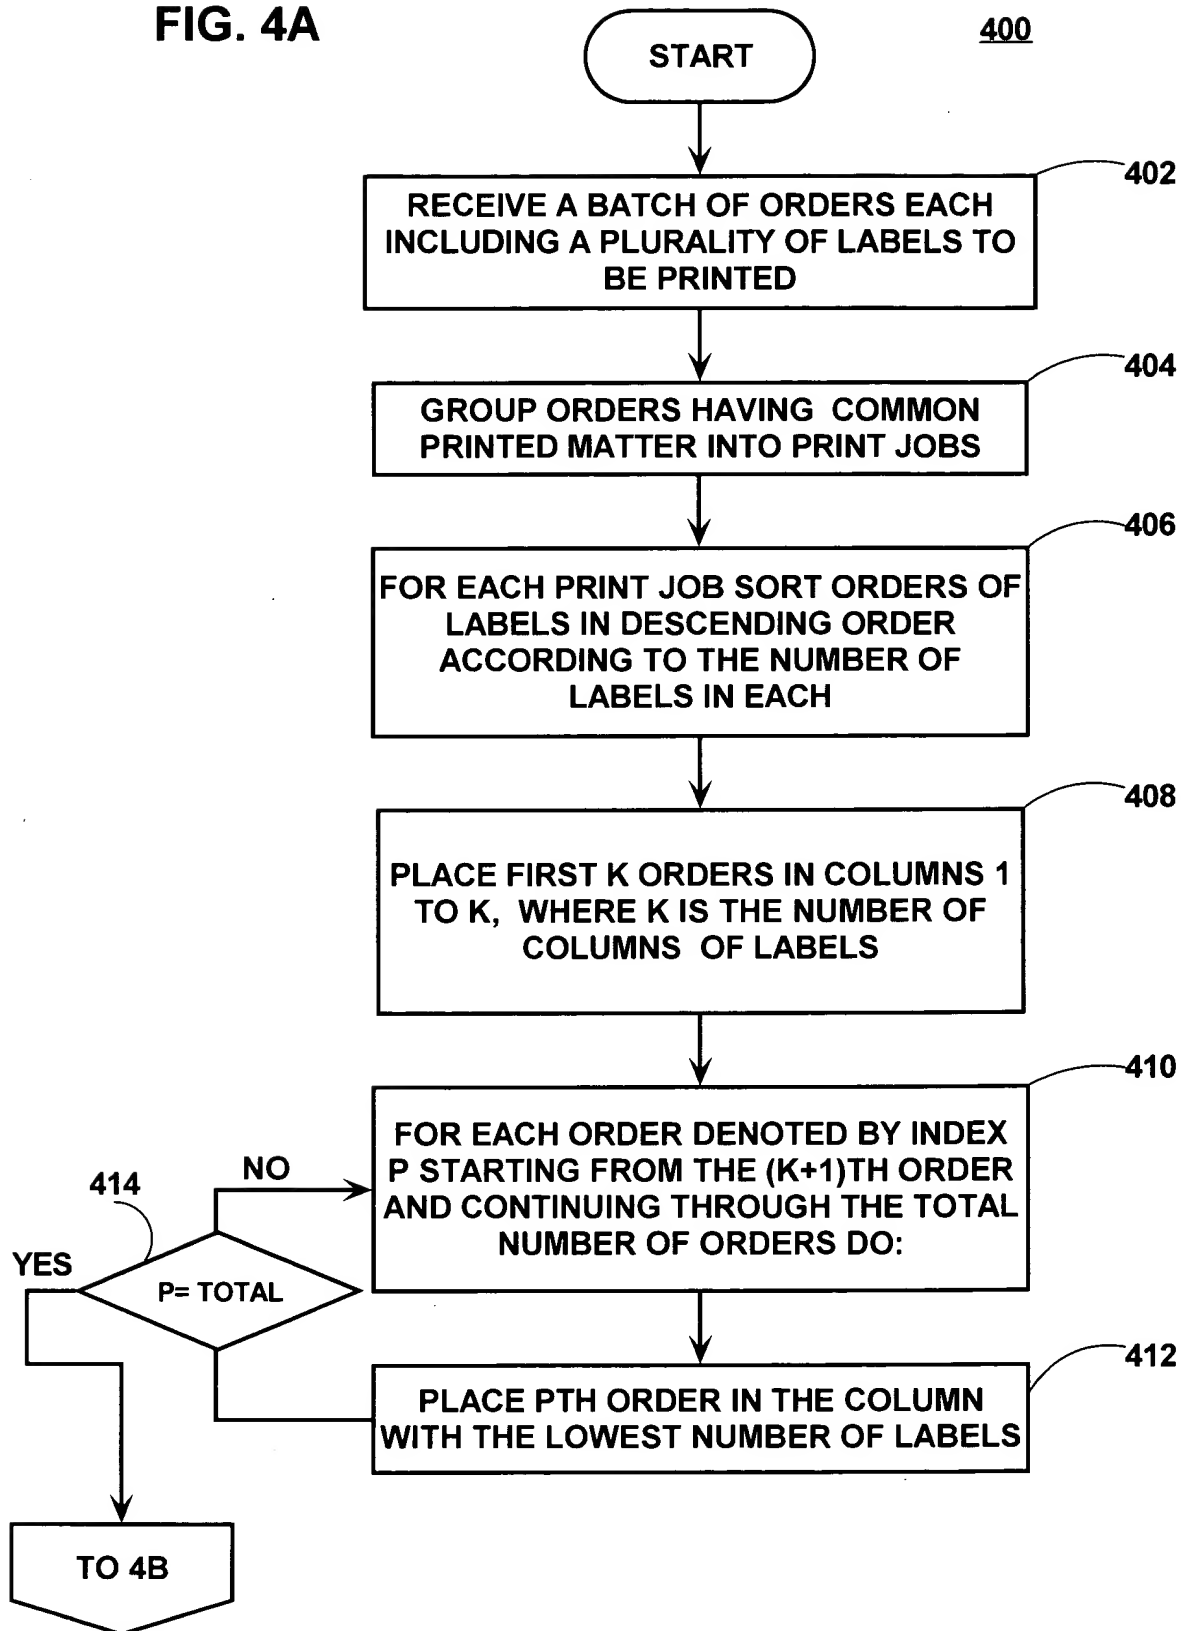 FIG. 4A
400
START
402
RECEIVE A BATCH OF ORDERS EACH
INCLUDING A PLURALITY OF LABELS TO
BE PRINTED
404
GROUP ORDERS HAVING COMMON
PRINTED MATTER INTO PRINT JOBS
406
FOR EACH PRINT JOB SORT ORDERS OF
LABELS IN DESCENDING ORDER
ACCORDING TO THE NUMBER OF
LABELS IN EACH
408
PLACE FIRST K ORDERS IN COLUMNS 1
TO K, WHERE K IS THE NUMBER OF
COLUMNS OF LABELS
410
FOR EACH ORDER DENOTED BY INDEX
P STARTING FROM THE (K+1)TH ORDER
AND CONTINUING THROUGH THE TOTAL
NUMBER OF ORDERS DO:
NO
414
YES
P= TOTAL
412
PLACE PTH ORDER IN THE COLUMN
WITH THE LOWEST NUMBER OF LABELS
TO 4B